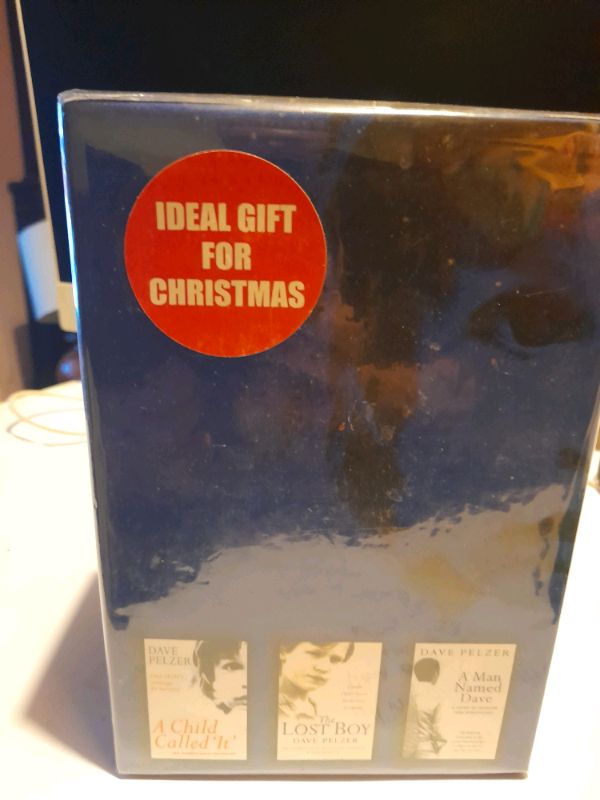 IDEAL GIFT
FOR
CHRISTMAS
DAVE
PELZER
A Child
Called 'It'
The
LOST BOY
DAVE PELZER
DAVE PELZER
A Man
Named
Dave